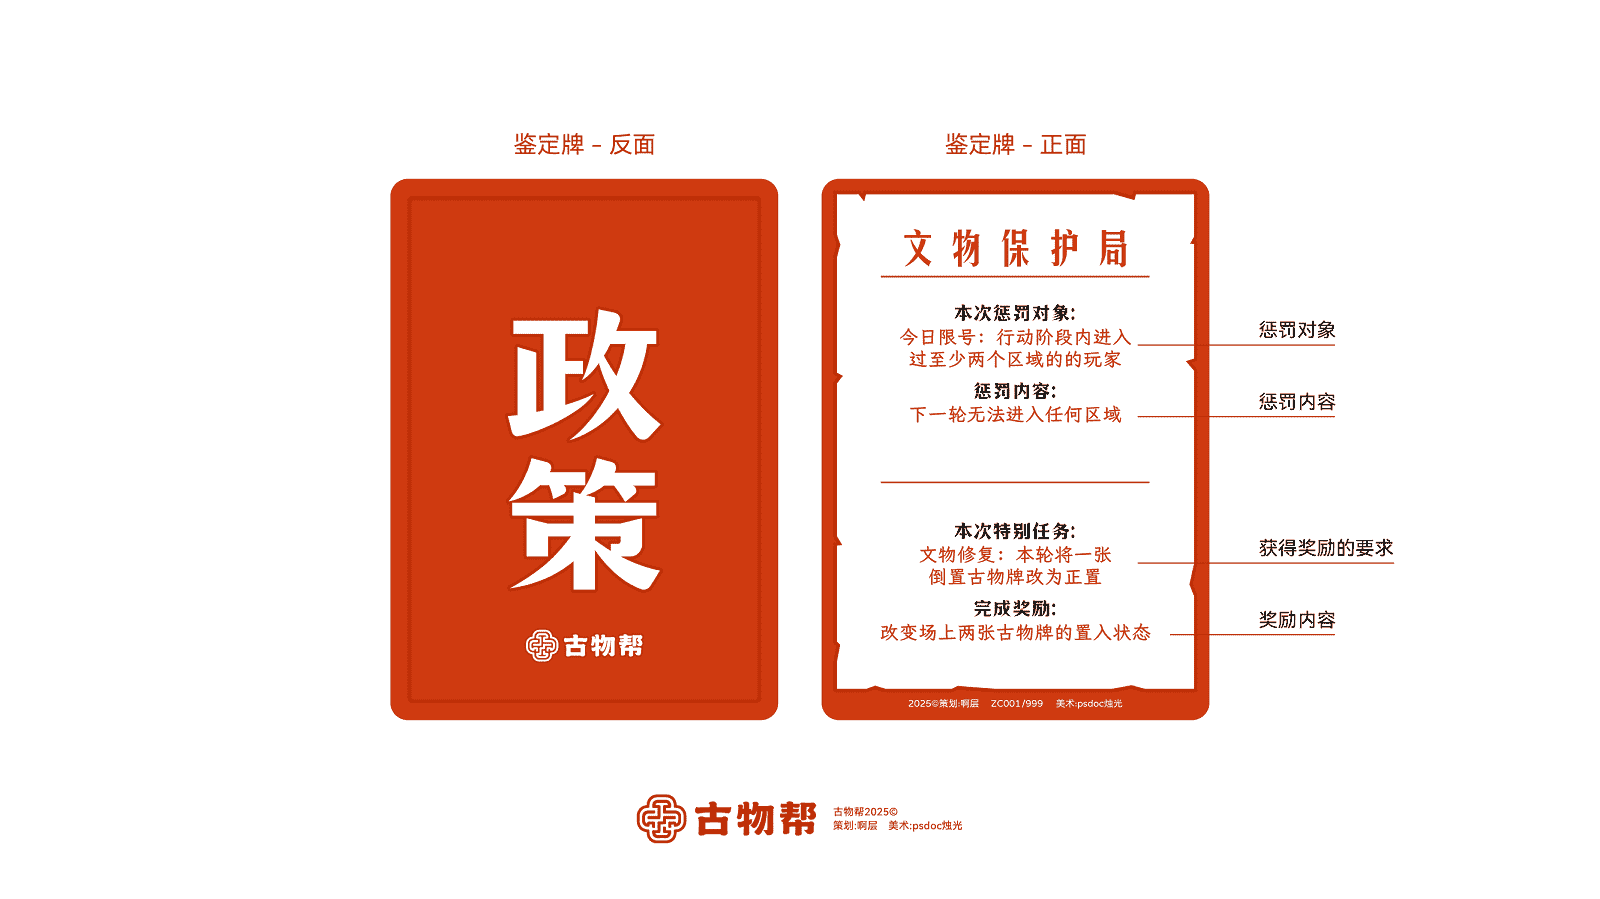 鉴定牌 – 反面
政
策
古物帮
鉴定牌 – 正面
文物保护局
本次惩罚对象:
今日限号：行动阶段内进入
过至少两个区域的的玩家
惩罚内容:
下一轮无法进入任何区域
本次特别任务:
文物修复：本轮将一张
倒置古物牌改为正置
完成奖励:
改变场上两张古物牌的置入状态
2025©策划:啊层 ZC001/999 美术:psdoc烛光
惩罚对象
惩罚内容
获得奖励的要求
奖励内容
古物帮
古物帮2025©
策划:啊层 美术:psdoc烛光